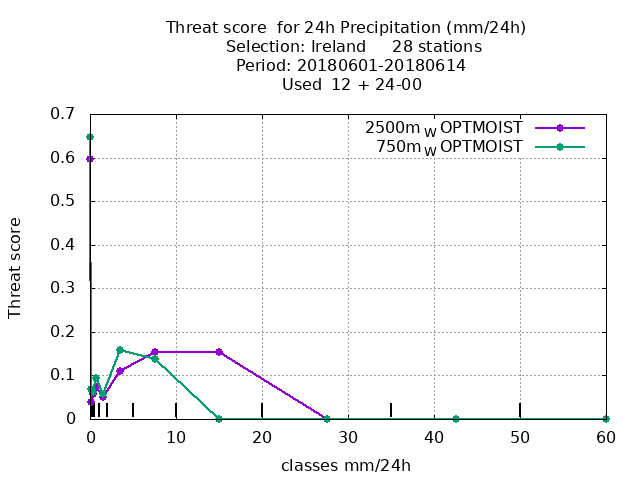 Threat score  for 24h Precipitation (mm/24h)
Selection: Ireland     28 stations
Period: 20180601-20180614
Used  12 + 24-00
2500m W OPTMOIST
750m W OPTMOIST
0.7
0.6
0.5
0.4
0.3
0.2
0.1
0
Threat score
0 10 20 30 40 50 60
classes mm/24h